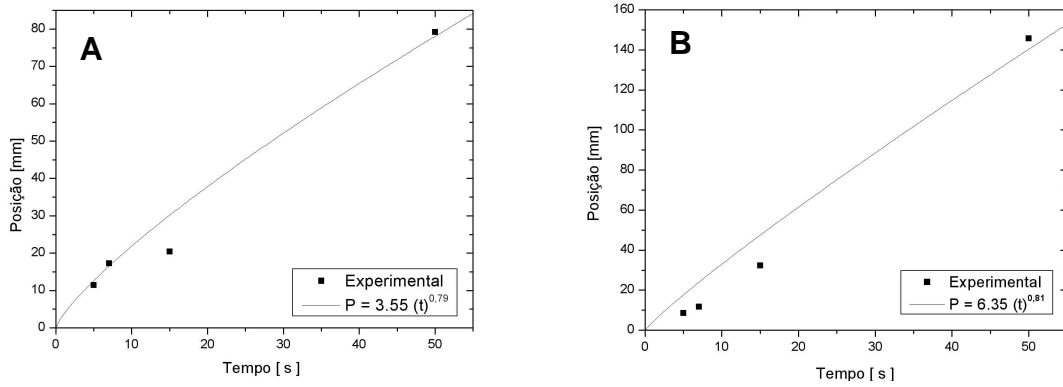 A
80
70
60
50
40
30
20
10
0
Posição [mm]
0 10 20 30 40 50
Tempo [ s ]
Experimental
P = 3.55 (t)^0,79
B
160
140
120
100
80
60
40
20
0
Posição [mm]
0 10 20 30 40 50
Tempo [ s ]
Experimental
P = 6.35 (t)^0,81